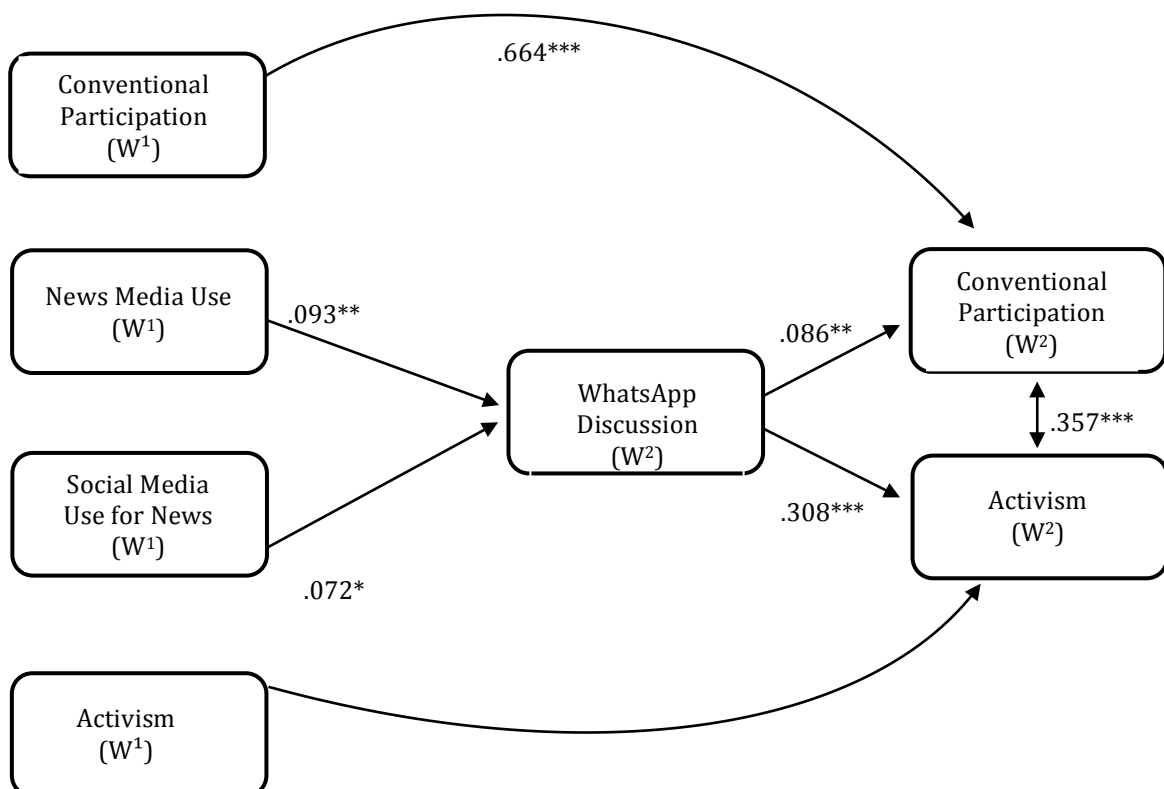 .664***
Conventional
Participation
(W¹)
News Media Use
(W¹)
.093**
Social Media
Use for News
(W¹)
.072*
Activism
(W¹)
WhatsApp
Discussion
(W²)
.086**
.308***
Conventional
Participation
(W²)
.357***
Activism
(W²)